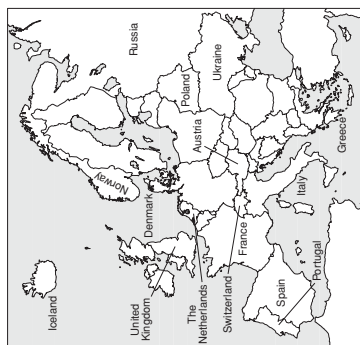 Iceland
Norway
Russia
United
Kingdom
Denmark
The
Netherlands
Poland
Ukraine
Austria
Switzerland
France
Spain
Portugal
Italy
Greece